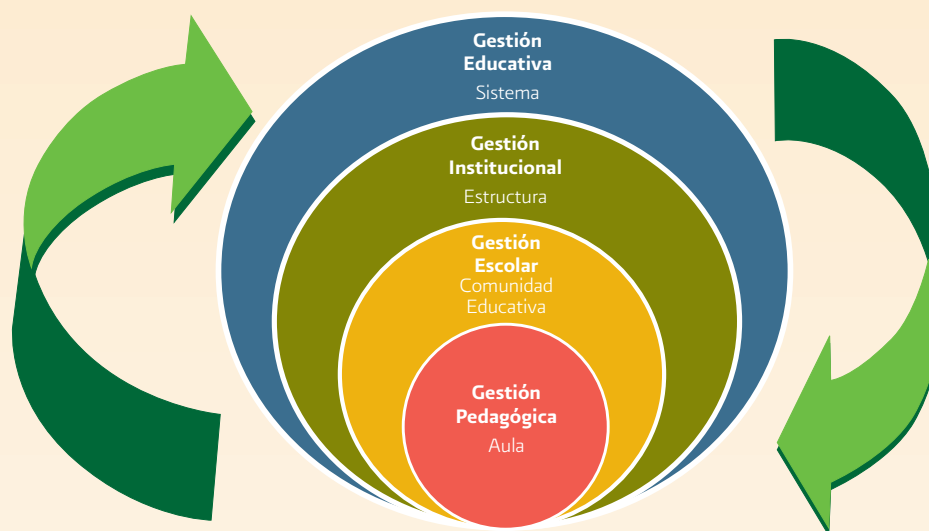 Gestión
Educativa
Sistema
Gestión
Institucional
Estructura
Gestión
Escolar
Comunidad
Educativa
Gestión
Pedagógica
Aula